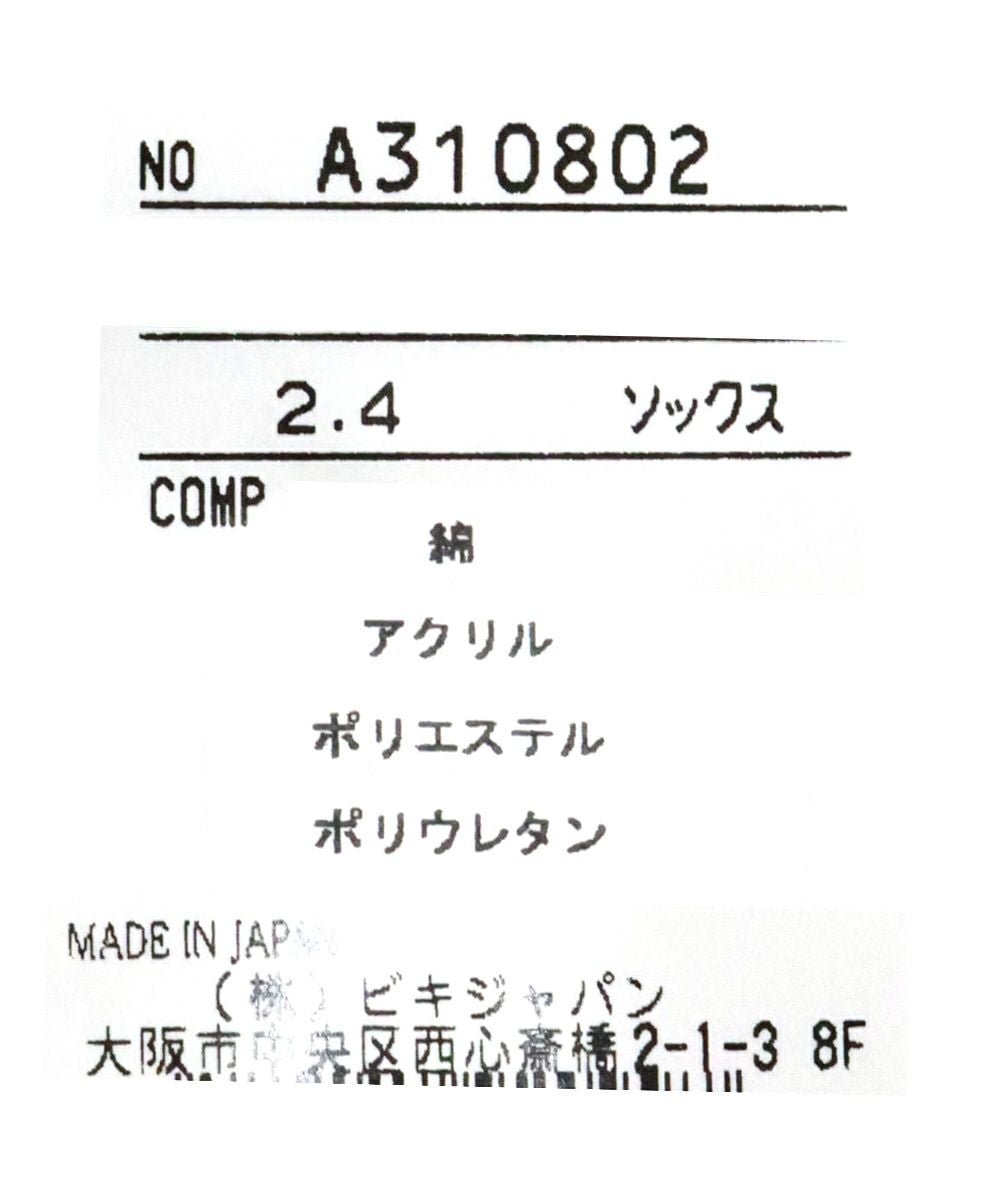 NO A310802
2.4 ソックス
COMP
綿
アクリル
ポリエステル
ポリウレタン
MADE IN JAPAN
(株) ビキジャパン
大阪市中央区西心斎橋2-1-3 8F